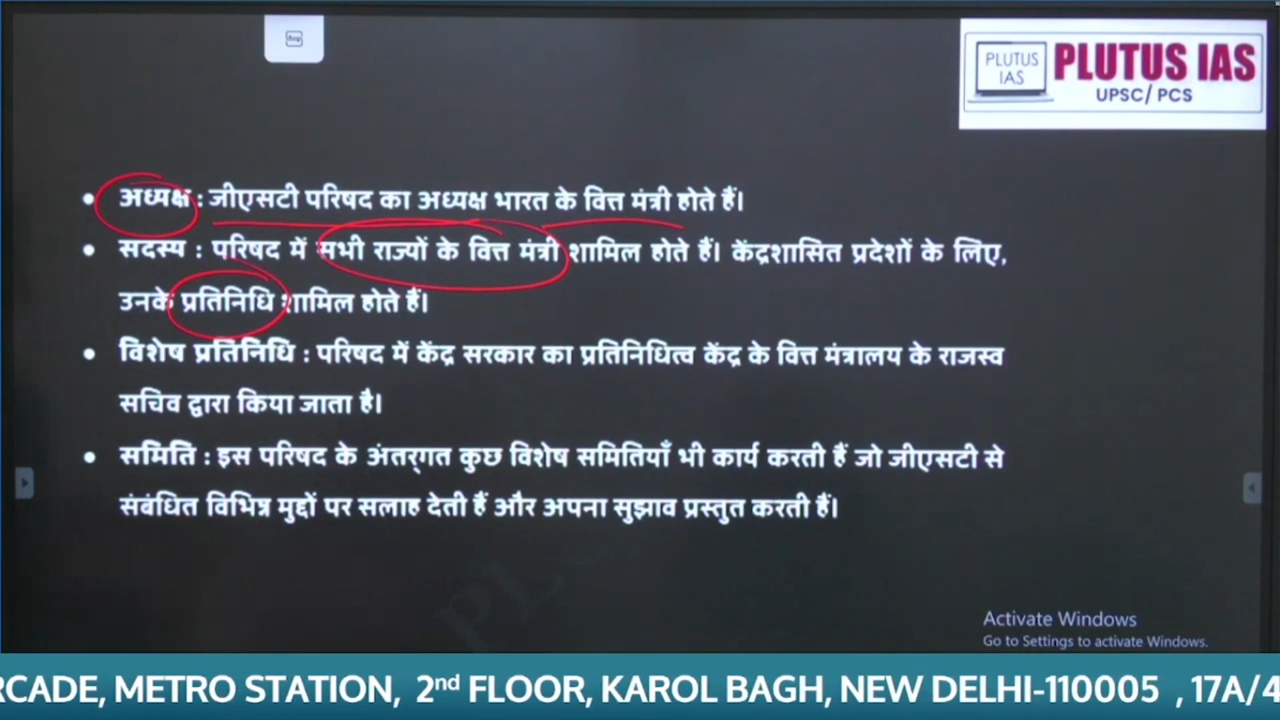 PLUTUS
IAS
PLUTUS IAS
UPSC/ PCS
• अध्यक्ष : जीएसटी परिषद का अध्यक्ष भारत के वित्त मंत्री होते हैं।
• सदस्य : परिषद में सभी राज्यों के वित्त मंत्री शामिल होते हैं। केंद्रशासित प्रदेशों के लिए,
उनके प्रतिनिधि शामिल होते हैं।
• विशेष प्रतिनिधि : परिषद में केंद्र सरकार का प्रतिनिधित्व केंद्र के वित्त मंत्रालय के राजस्व
सचिव द्वारा किया जाता है।
• समिति : इस परिषद के अंतर्गत कुछ विशेष समितियाँ भी कार्य करती हैं जो जीएसटी से
संबंधित विभिन्न मुद्दों पर सलाह देती हैं और अपना सुझाव प्रस्तुत करती हैं।
Activate Windows
Go to Settings to activate Windows.
RCADE, METRO STATION, 2nd FLOOR, KAROL BAGH, NEW DELHI-110005 , 17A/4